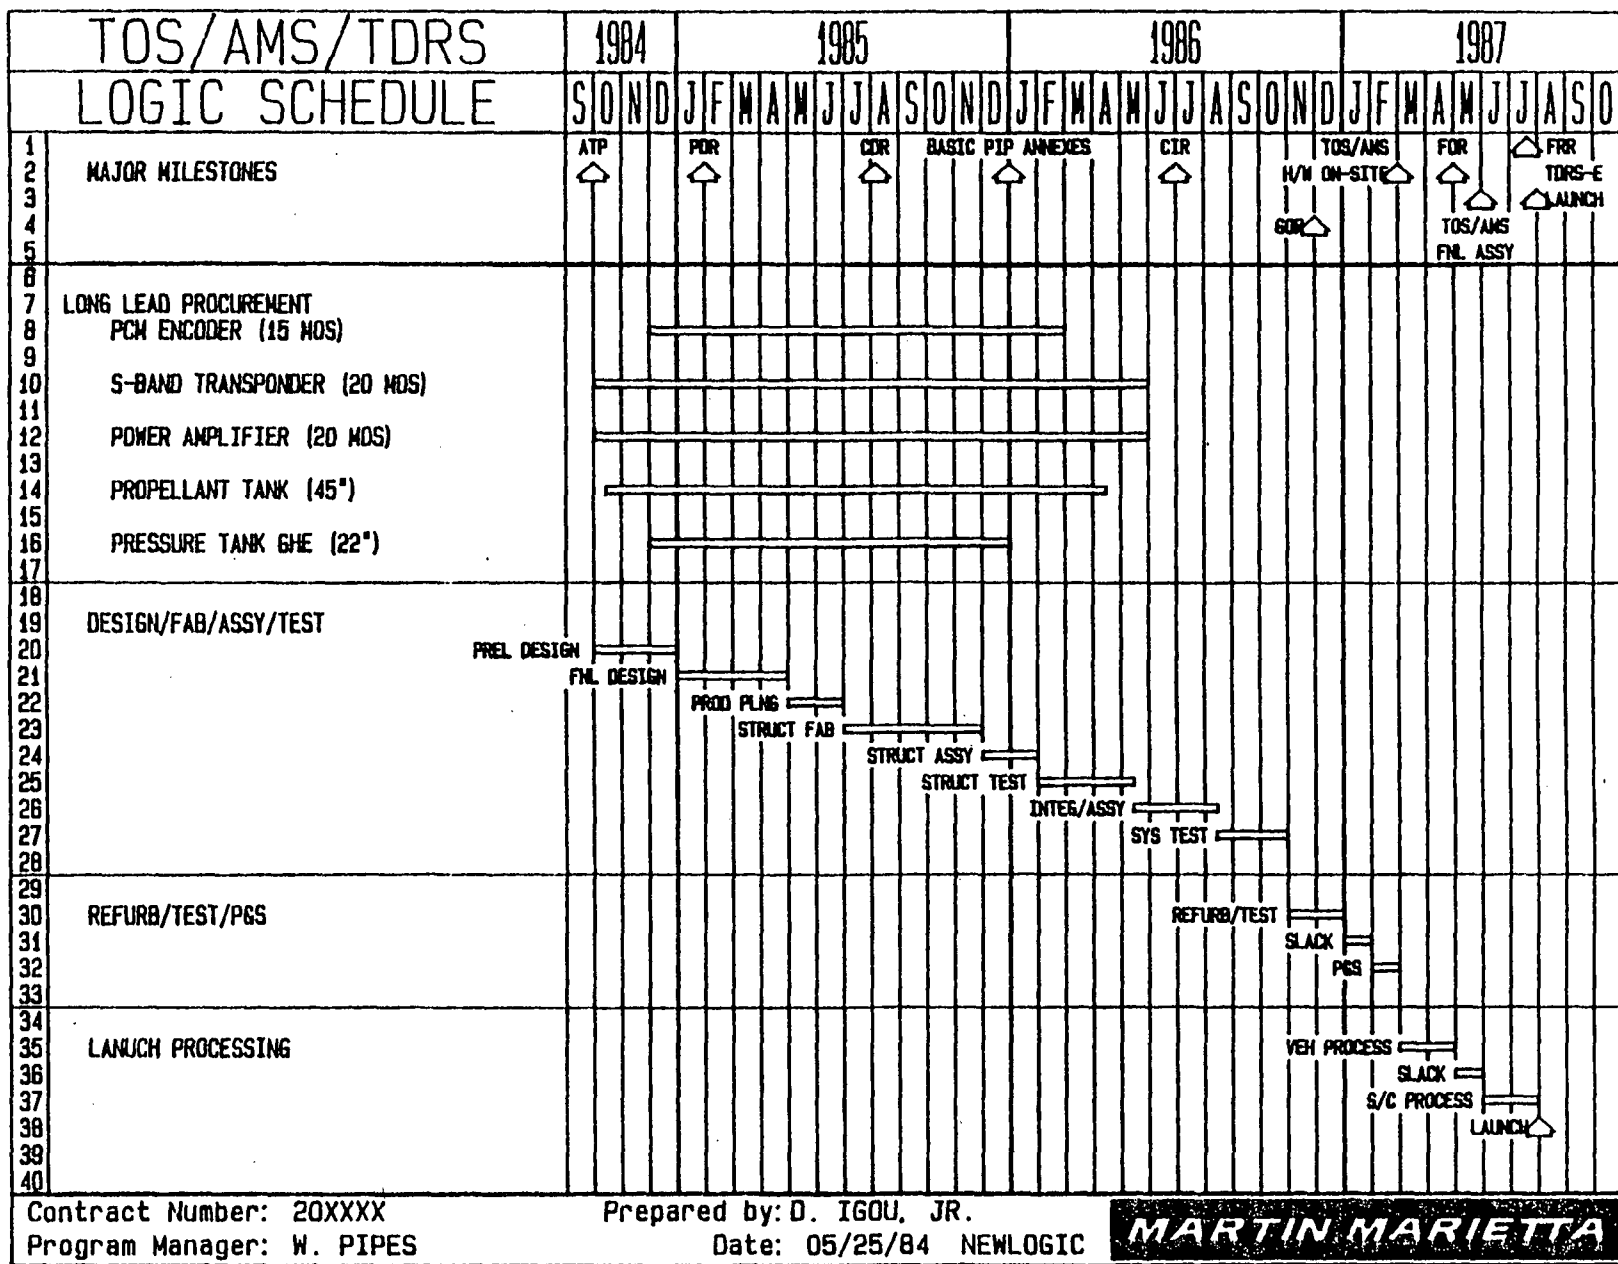 TOS/AMS/TDRS 1984 1985 1986 1987
LOGIC SCHEDULE S O N D J F M A M J J A S O N D J F M A M J J A S O N D J F M A M J J A S O
1 ATP PDR CDR BASIC PIP ANNEXES CIR TOS/AMS FOR FRR
2 MAJOR MILESTONES H/W ON-SITE TDRS-E
3 LAUNCH
4 GOR TOS/AMS
5 FNL ASSY
6
7 LONG LEAD PROCUREMENT
8 PCM ENCODER (15 MOS)
9
10 S-BAND TRANSPONDER (20 MOS)
11
12 POWER AMPLIFIER (20 MOS)
13
14 PROPELLANT TANK (45")
15
16 PRESSURE TANK GHE (22")
17
18
19 DESIGN/FAB/ASSY/TEST
20 PREL DESIGN
21 FNL DESIGN
22 PROD PLNG
23 STRUCT FAB
24 STRUCT ASSY
25 STRUCT TEST
26 INTEG/ASSY
27 SYS TEST
28
29
30 REFURB/TEST/P&S REFURB/TEST
31 SLACK
32 P&S
33
34
35 LANUCH PROCESSING VEH PROCESS
36 SLACK
37 S/C PROCESS
38 LAUNCH
39
40
Contract Number: 20XXXX Prepared by: D. IGOU, JR. MARTIN MARIETTA
Program Manager: W. PIPES Date: 05/25/84 NEWLOGIC